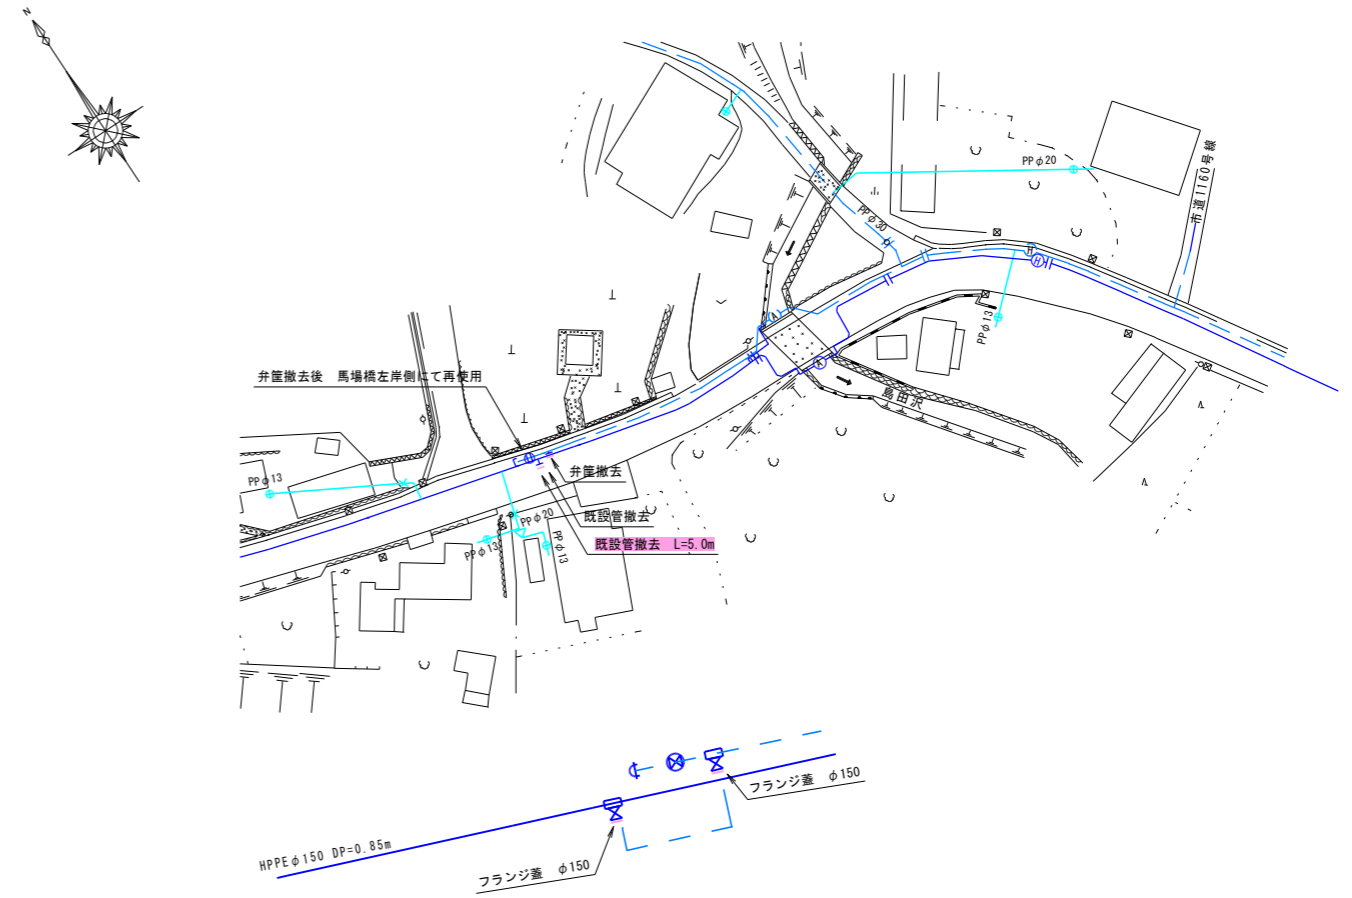 N
PPφ20
市道1160号線
PPφ30
PPφ13
島田沢
弁筐撤去後　馬場橋左岸側にて再使用
弁筐撤去
PPφ13
既設管撤去
PPφ20
既設管撤去　L=5.0m
PPφ13
PPφ13
フランジ蓋　φ150
HPPEφ150 DP=0.85m
フランジ蓋　φ150
H
H
A
A